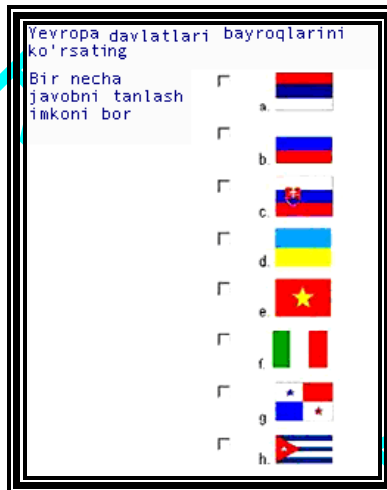 Yevropa davlatlari bayroqlarini
ko'rsating
Bir necha
javobni tanlash
imkoni bor
a.
b.
c.
d.
e.
f.
g
h.